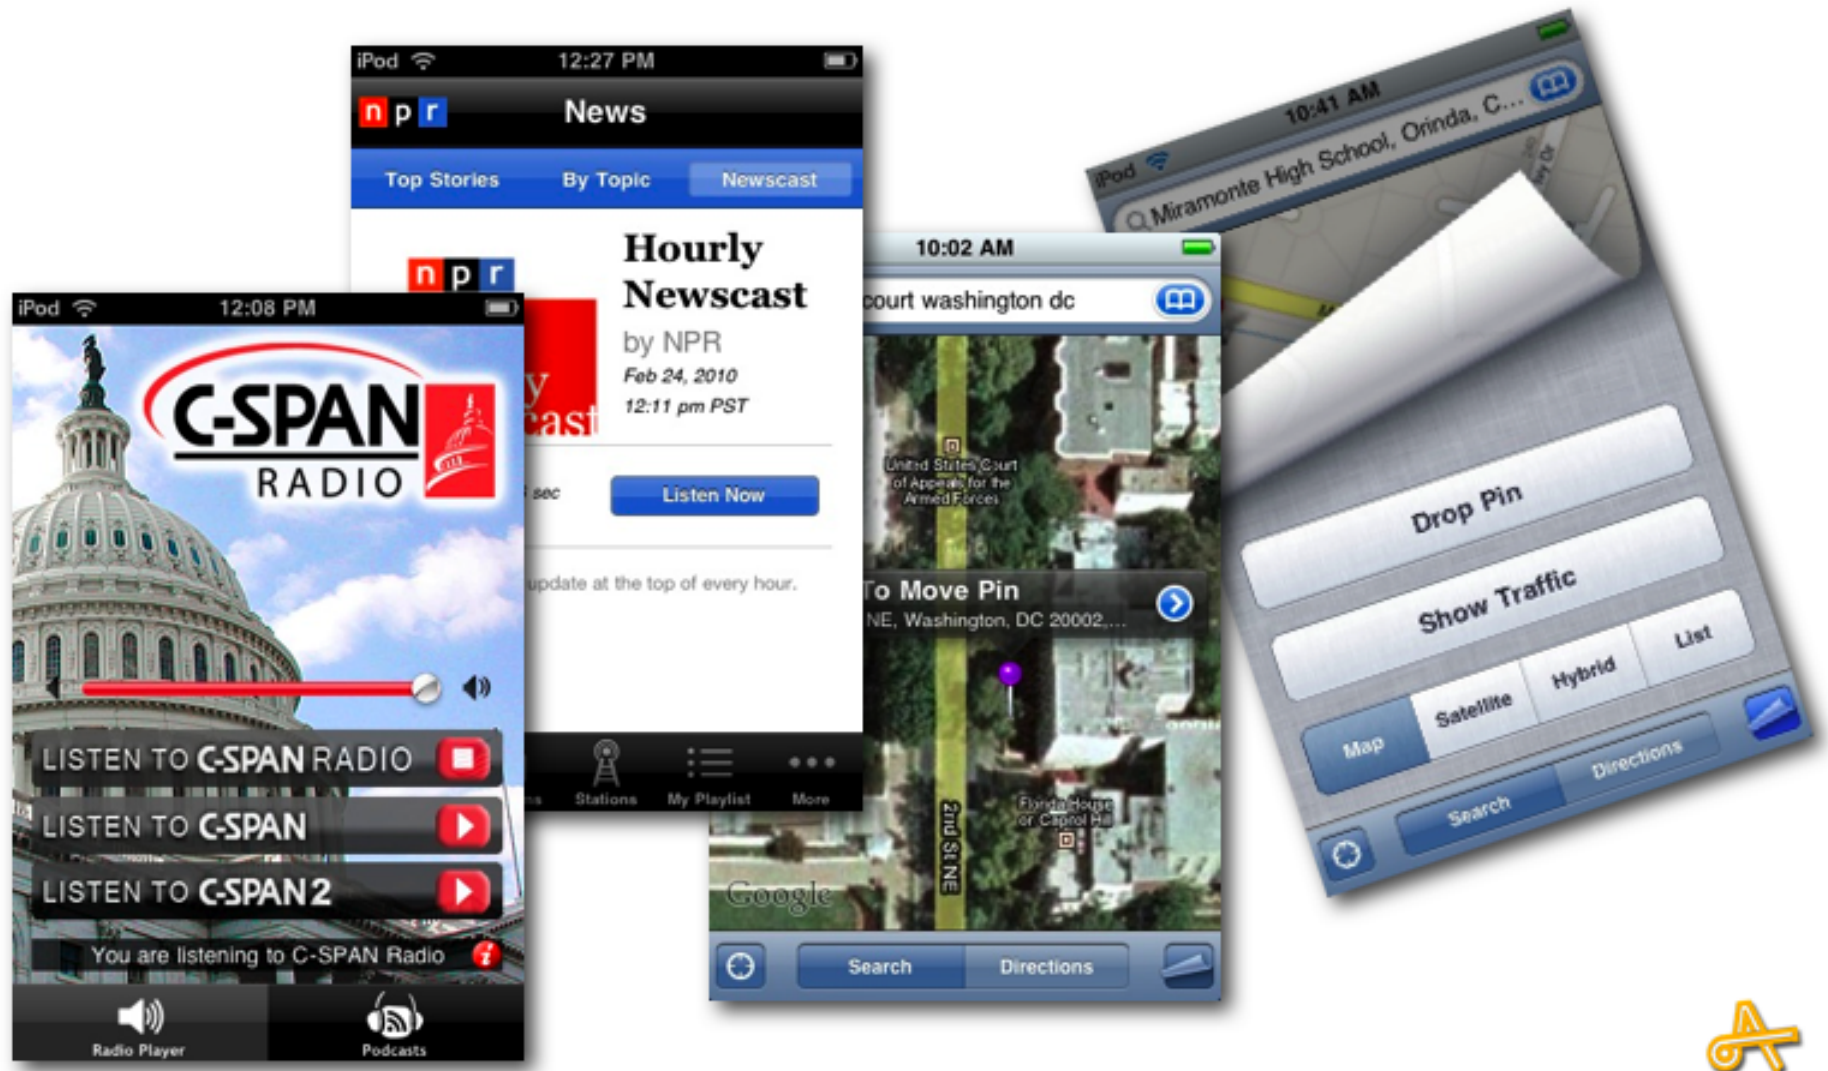 iPod 12:08 PM
C-SPAN
RADIO
LISTEN TO C-SPAN RADIO
LISTEN TO C-SPAN
LISTEN TO C-SPAN 2
You are listening to C-SPAN Radio
Radio Player Podcasts
iPod 12:27 PM
npr News
Top Stories By Topic Newscast
npr
Hourly
Newscast
by NPR
Feb 24, 2010
12:11 pm PST
y
cast
sec Listen Now
update at the top of every hour.
ns Stations My Playlist More
10:02 AM
court washington dc
United States Court
of Appeals for the
Armed Forces
To Move Pin
NE, Washington, DC 20002,...
2nd St NE
Florida House
or Capitol Hill
Google
Search Directions
iPod 10:41 AM
Miramonte High School, Orinda, C...
Drop Pin
Show Traffic
Map Satellite Hybrid List
Search Directions